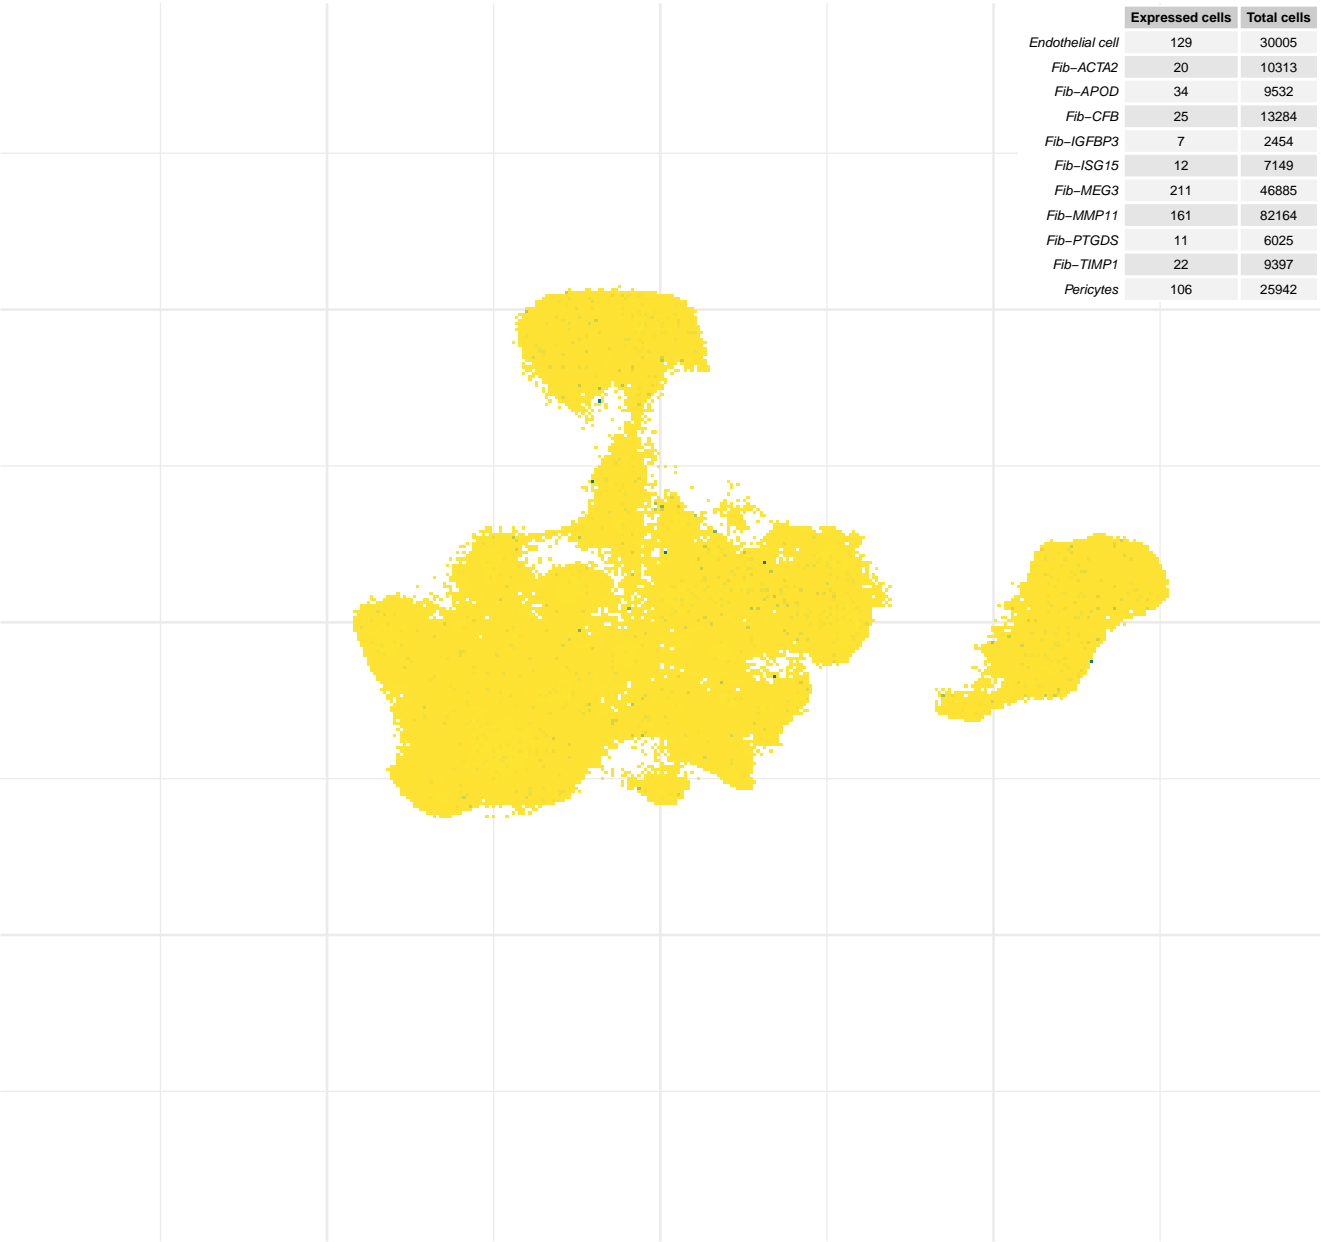 Expressed cells Total cells
Endothelial cell 129 30005
Fib−ACTA2 20 10313
Fib−APOD 34 9532
Fib−CFB 25 13284
Fib−IGFBP3 7 2454
Fib−ISG15 12 7149
Fib−MEG3 211 46885
Fib−MMP11 161 82164
Fib−PTGDS 11 6025
Fib−TIMP1 22 9397
Pericytes 106 25942